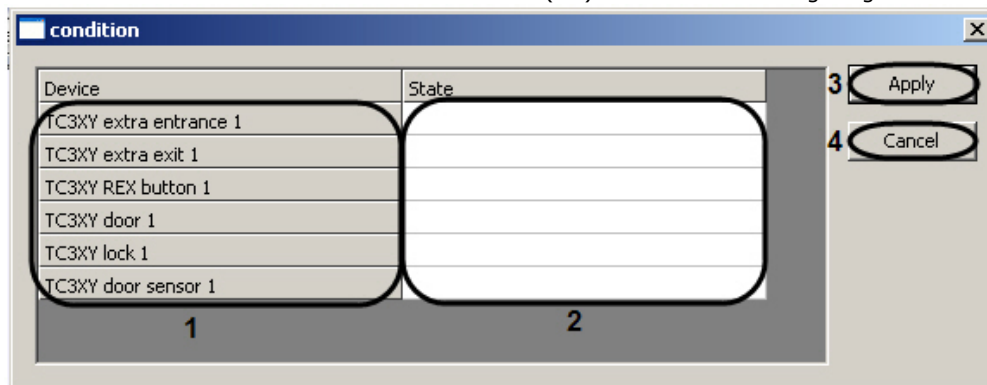 condition
Device State
TC3XY extra entrance 1
TC3XY extra exit 1
TC3XY REX button 1
TC3XY door 1
TC3XY lock 1
TC3XY door sensor 1
1 2
3 Apply
4 Cancel